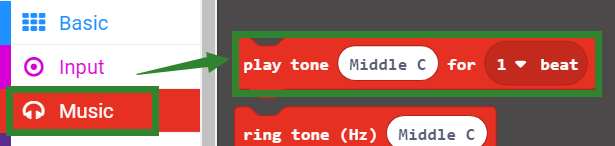 Basic
Input
Music
play tone Middle C for 1 beat
ring tone (Hz) Middle C